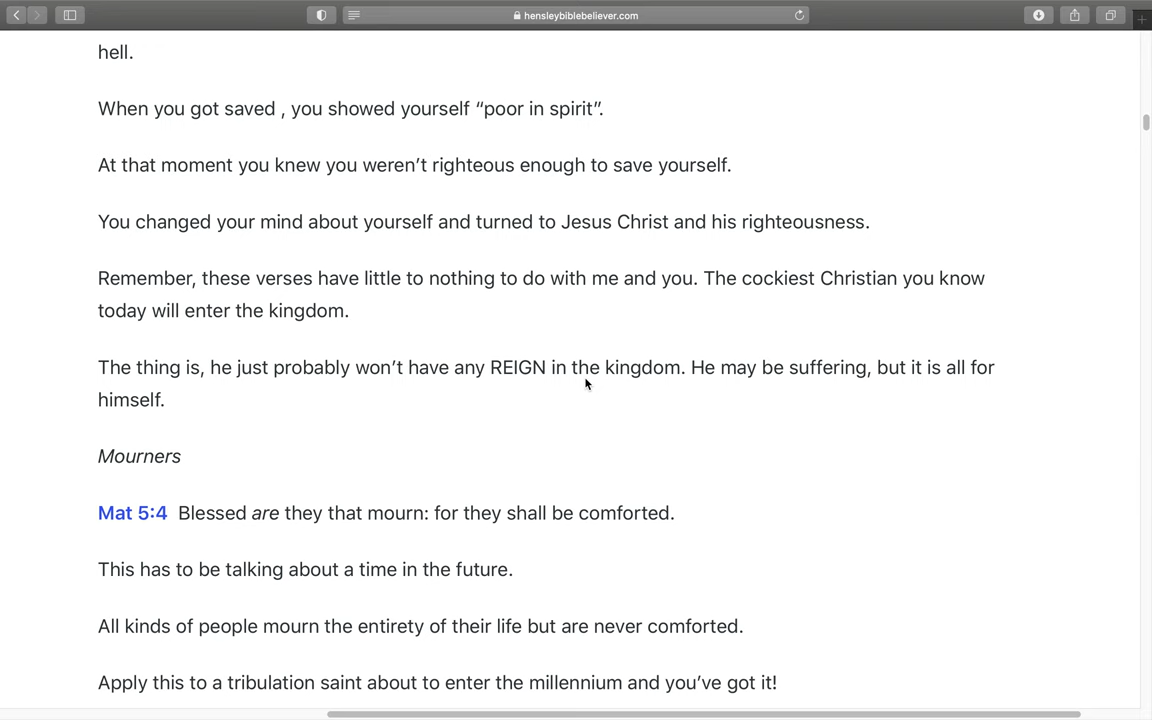 hensleybiblebeliever.com
hell.
When you got saved , you showed yourself “poor in spirit”.
At that moment you knew you weren’t righteous enough to save yourself.
You changed your mind about yourself and turned to Jesus Christ and his righteousness.
Remember, these verses have little to nothing to do with me and you. The cockiest Christian you know
today will enter the kingdom.
The thing is, he just probably won’t have any REIGN in the kingdom. He may be suffering, but it is all for
himself.
Mourners
Mat 5:4 Blessed are they that mourn: for they shall be comforted.
This has to be talking about a time in the future.
All kinds of people mourn the entirety of their life but are never comforted.
Apply this to a tribulation saint about to enter the millennium and you’ve got it!